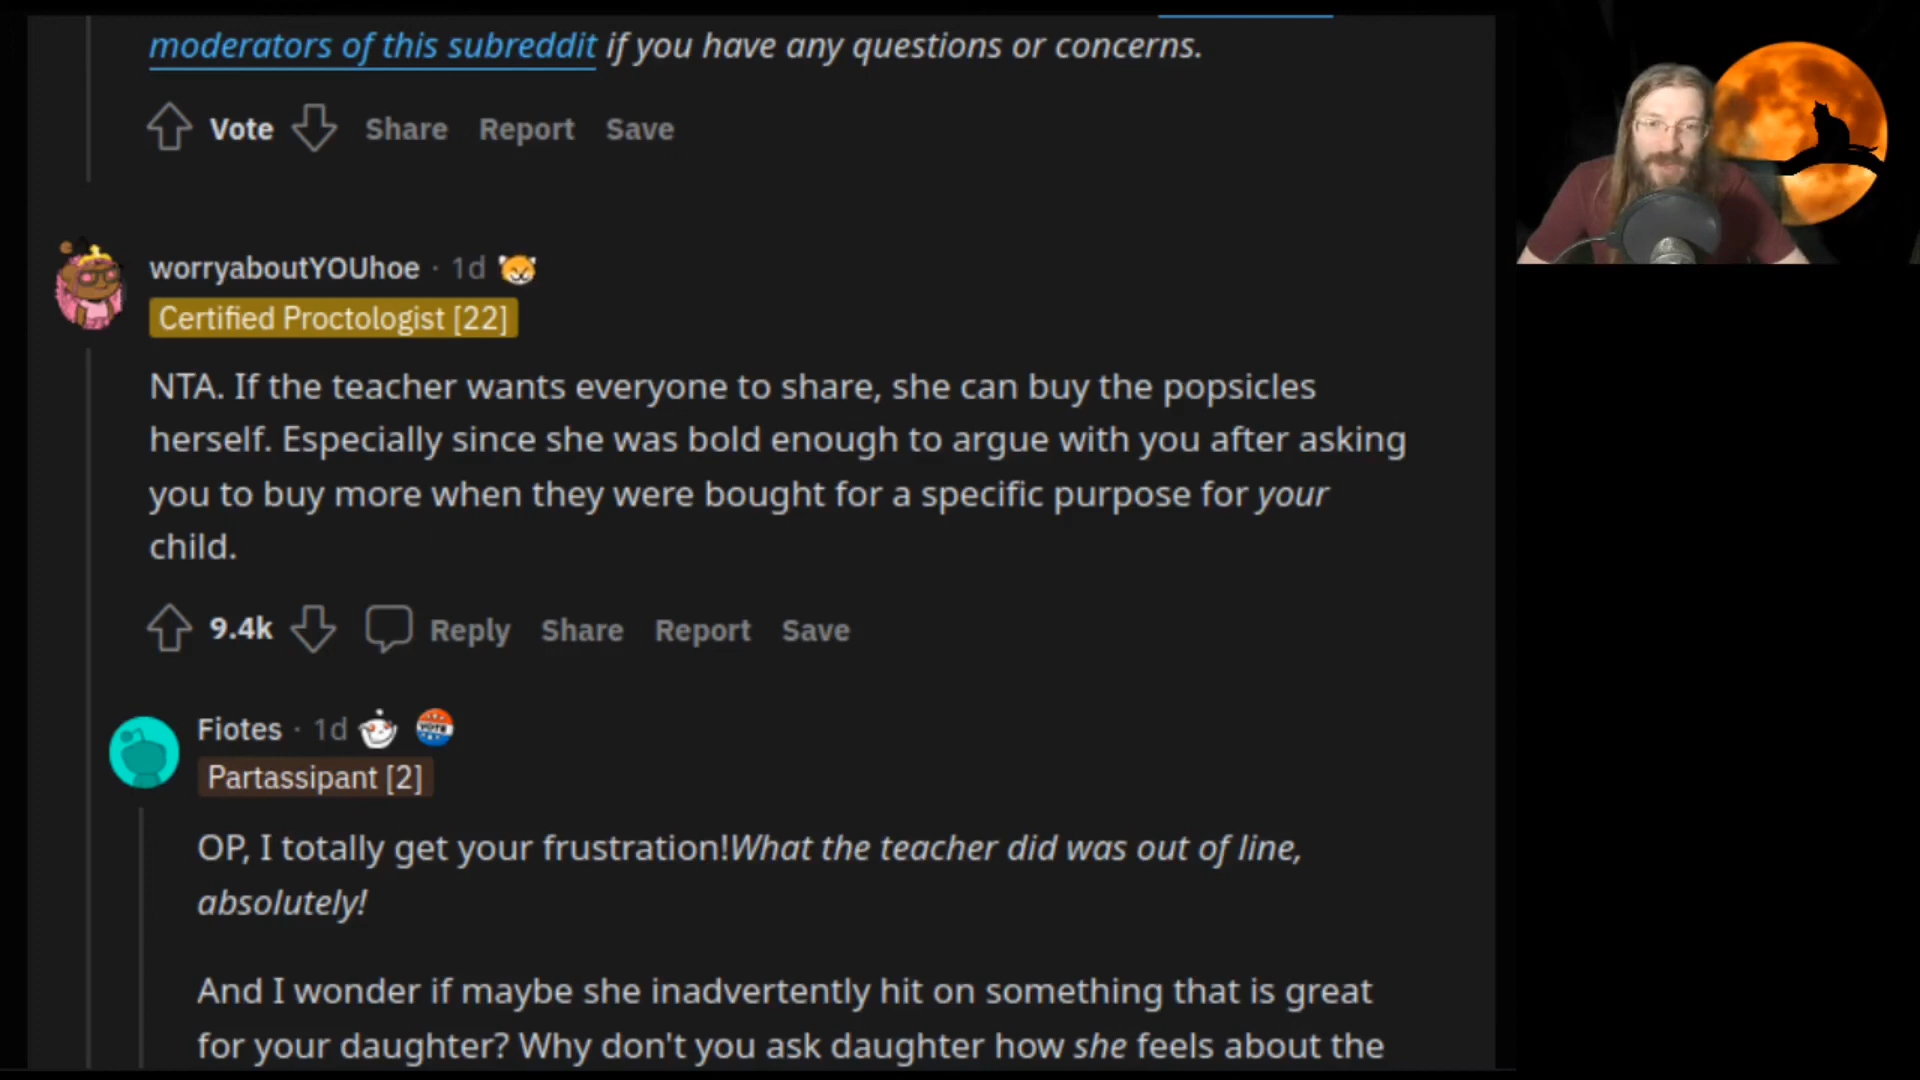 moderators of this subreddit if you have any questions or concerns.
Vote Share Report Save
worryaboutYOUhoe · 1d
Certified Proctologist [22]
NTA. If the teacher wants everyone to share, she can buy the popsicles
herself. Especially since she was bold enough to argue with you after asking
you to buy more when they were bought for a specific purpose for your
child.
9.4k Reply Share Report Save
Fiotes · 1d VOTE
Partassipant [2]
OP, I totally get your frustration!What the teacher did was out of line,
absolutely!
And I wonder if maybe she inadvertently hit on something that is great
for your daughter? Why don't you ask daughter how she feels about the